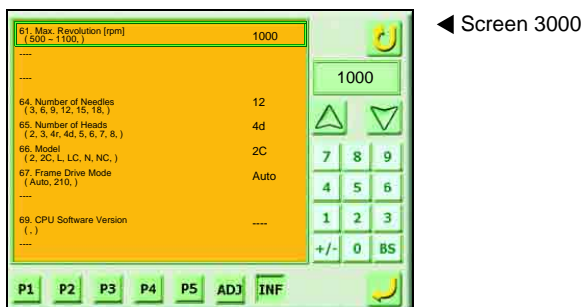 ◀ Screen 3000
61. Max. Revolution [rpm] 1000
( 500 ~ 1100, )
----
----
64. Number of Needles 12
( 3, 6, 9, 12, 15, 18, )
65. Number of Heads 4d
( 2, 3, 4r, 4d, 5, 6, 7, 8, )
66. Model 2C
( 2, 2C, L, LC, N, NC, )
67. Frame Drive Mode Auto
( Auto, 210, )
----
69. CPU Software Version ----
( , )
----
1000
7 8 9
4 5 6
1 2 3
+/- 0 BS
P1 P2 P3 P4 P5 ADJ INF